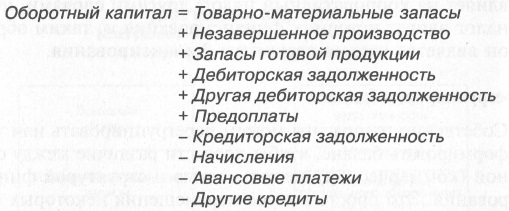 Оборотный капитал = Товарно-материальные запасы
+ Незавершенное производство
+ Запасы готовой продукции
+ Дебиторская задолженность
+ Другая дебиторская задолженность
+ Предоплаты
– Кредиторская задолженность
– Начисления
– Авансовые платежи
– Другие кредиты